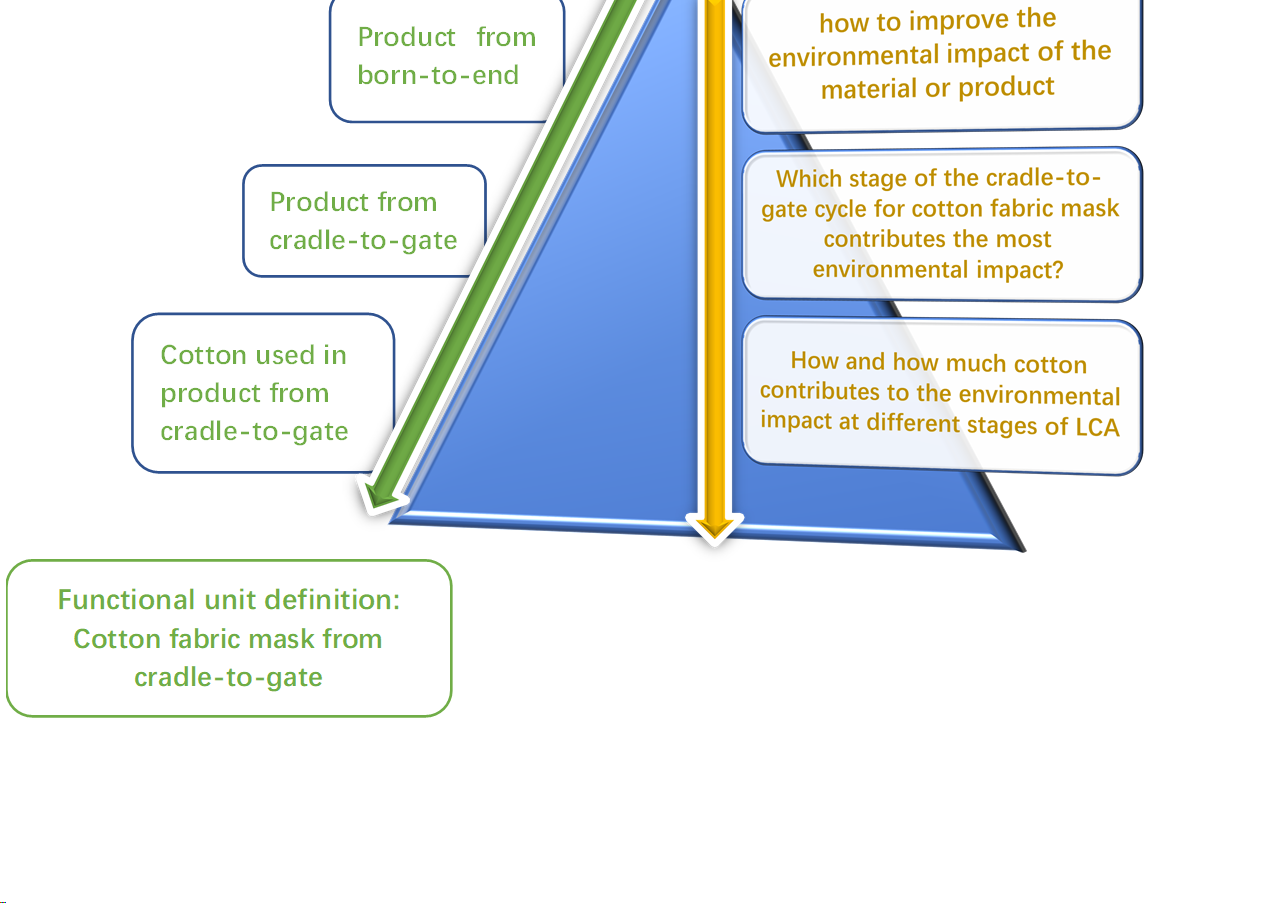 Product from
born-to-end
Product from
cradle-to-gate
Cotton used in
product from
cradle-to-gate
how to improve the
environmental impact of the
material or product
Which stage of the cradle-to-
gate cycle for cotton fabric mask
contributes the most
environmental impact?
How and how much cotton
contributes to the environmental
impact at different stages of LCA
Functional unit definition:
Cotton fabric mask from
cradle-to-gate